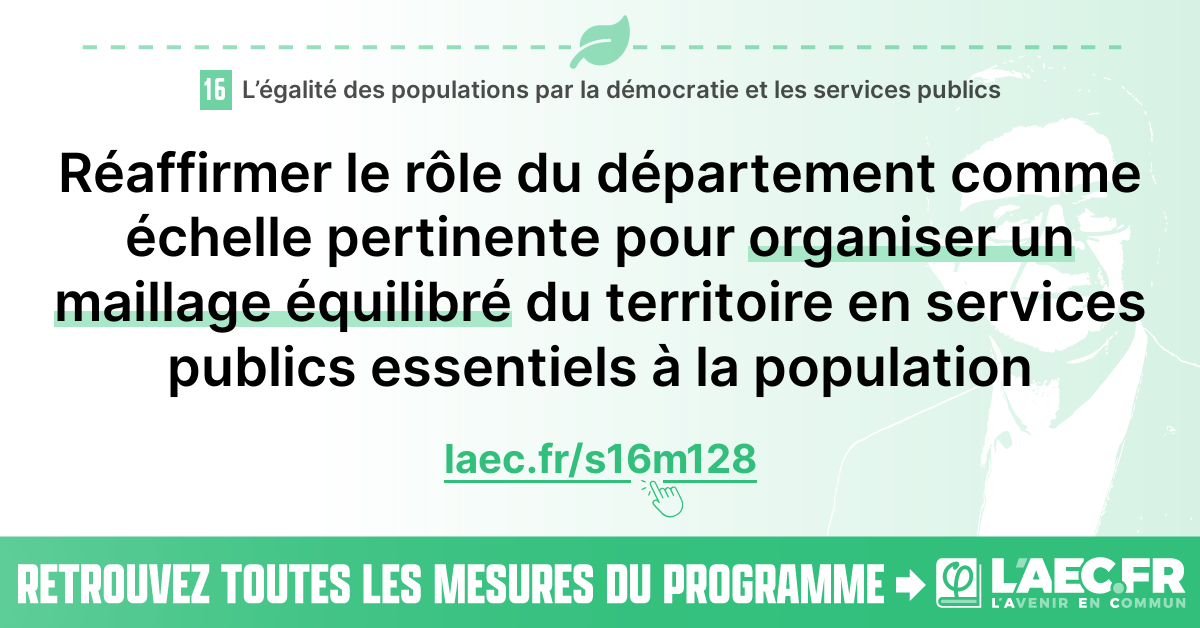 16 L’égalité des populations par la démocratie et les services publics
Réaffirmer le rôle du département comme
échelle pertinente pour organiser un
maillage équilibré du territoire en services
publics essentiels à la population
laec.fr/s16m128
RETROUVEZ TOUTES LES MESURES DU PROGRAMME
L'AEC.FR
L'AVENIR EN COMMUN